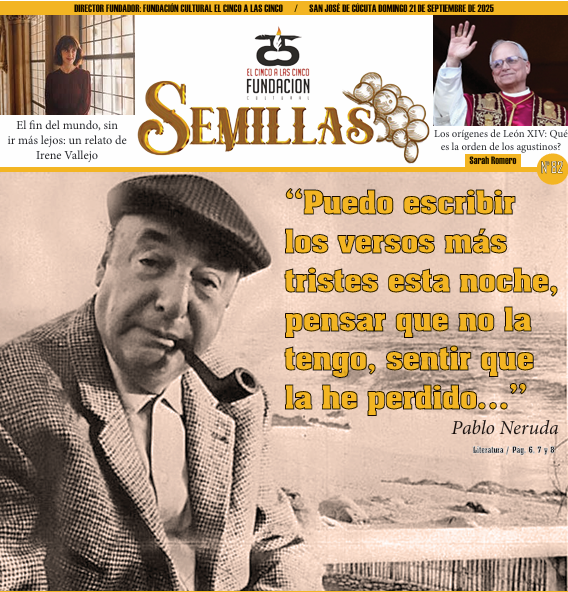 DIRECTOR FUNDADOR: FUNDACIÓN CULTURAL EL CINCO A LAS CINCO / SAN JOSÉ DE CÚCUTA DOMINGO 21 DE SEPTIEMBRE DE 2025
EL CINCO A LAS CINCO
FUNDACIÓN
CULTURAL
SEMILLAS
El fin del mundo, sin
ir más lejos: un relato de
Irene Vallejo
Los orígenes de León XIV: Qué
es la orden de los agustinos?
Sarah Romero
“Puedo escribir
los versos más
tristes esta noche,
pensar que no la
tengo, sentir que
la he perdido...”
Pablo Neruda
Literatura / Pag. 6, 7 y 8